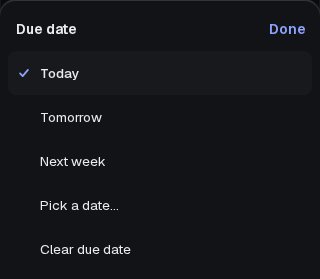 Due date
Done
Today
Tomorrow
Next week
Pick a date...
Clear due date